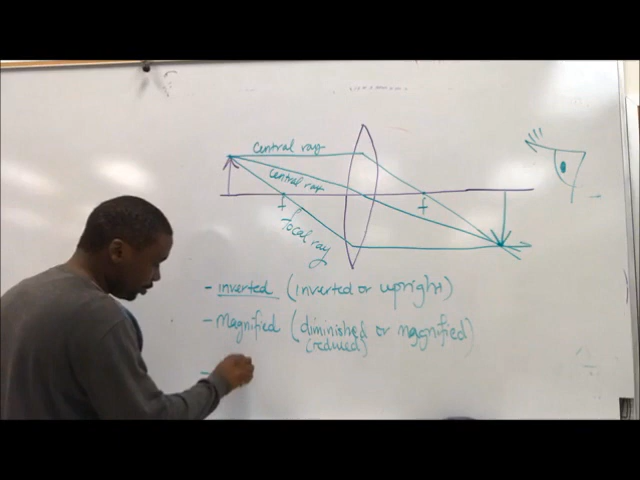 central ray
central ray
f
f
focal ray
- inverted (inverted or upright)
- Magnified (diminished or magnified)
(reduced)
-